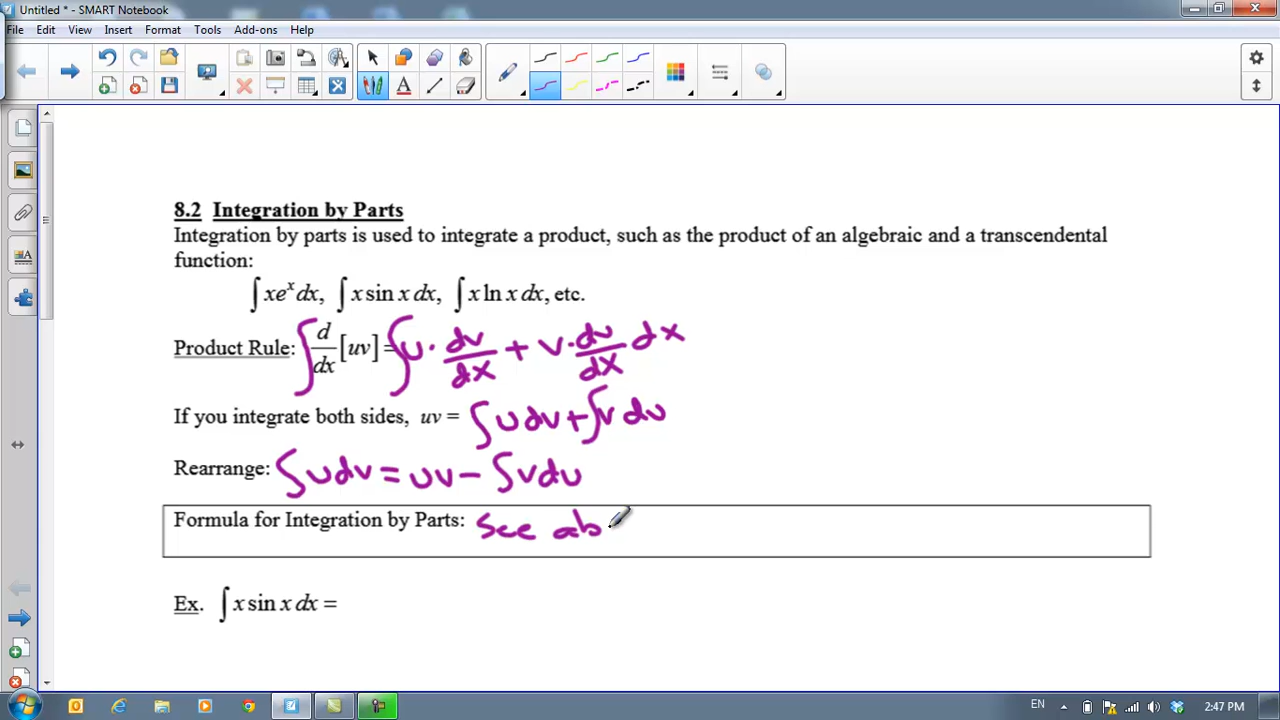 Untitled * - SMART Notebook
File Edit View Insert Format Tools Add-ons Help
8.2 Integration by Parts
Integration by parts is used to integrate a product, such as the product of an algebraic and a transcendental
function:
∫xeˣdx, ∫x sin x dx, ∫x ln x dx, etc.
Product Rule: ∫ d/dx [uv] = ∫ u · dv/dx + v · du/dx dx
If you integrate both sides, uv = ∫u dv + ∫v du
Rearrange: ∫u dv = uv − ∫v du
Formula for Integration by Parts: See ab
Ex. ∫x sin x dx =
EN 2:47 PM